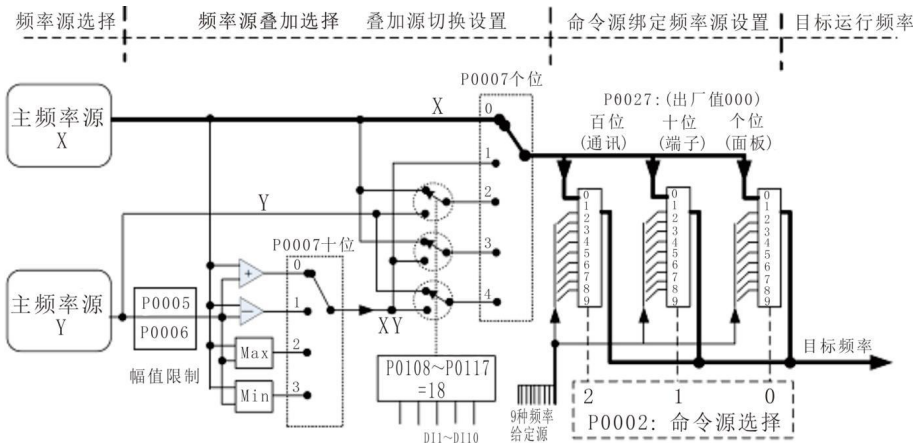 频率源选择
频率源叠加选择
叠加源切换设置
命令源绑定频率源设置
目标运行频率
P0007个位
P0027:(出厂值000)
百位
(通讯)
十位
(端子)
个位
(面板)
主频率源
X
X
0
1
2
3
4
Y
P0007十位
主频率源
Y
P0005
P0006
幅值限制
+
−
Max
Min
0
1
2
3
XY
P0108~P0117
=18
DI1~DI10
0
1
2
3
4
5
6
7
8
9
0
1
2
3
4
5
6
7
8
9
0
1
2
3
4
5
6
7
8
9
目标频率
9种频率
给定源
2 1 0
P0002: 命令源选择